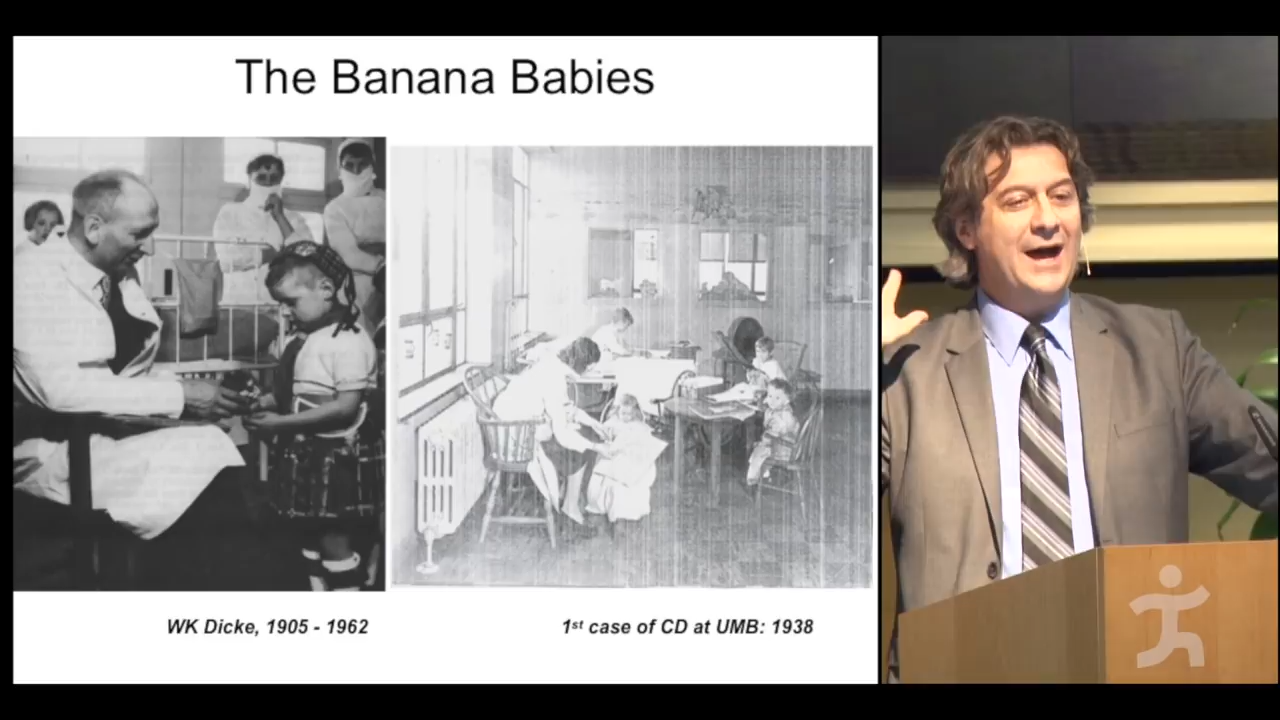 The Banana Babies
WK Dicke, 1905 - 1962
1st case of CD at UMB: 1938